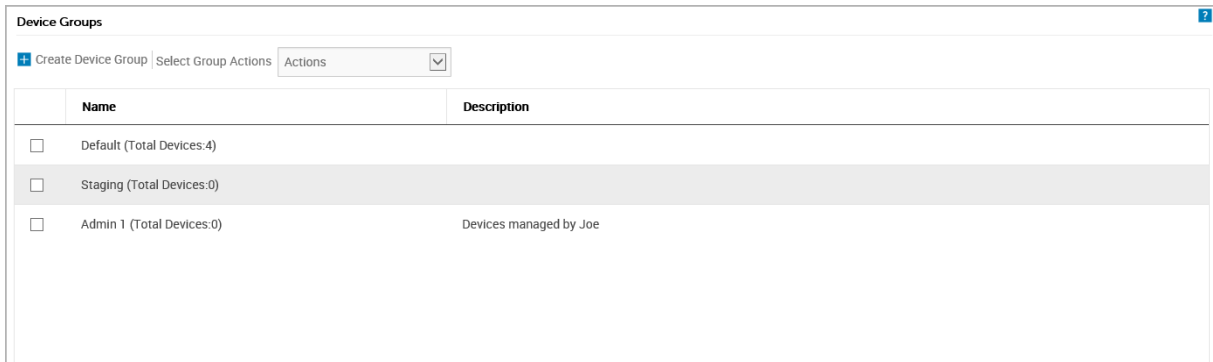 Device Groups
?
Create Device Group Select Group Actions Actions
Name Description
Default (Total Devices:4)
Staging (Total Devices:0)
Admin 1 (Total Devices:0) Devices managed by Joe